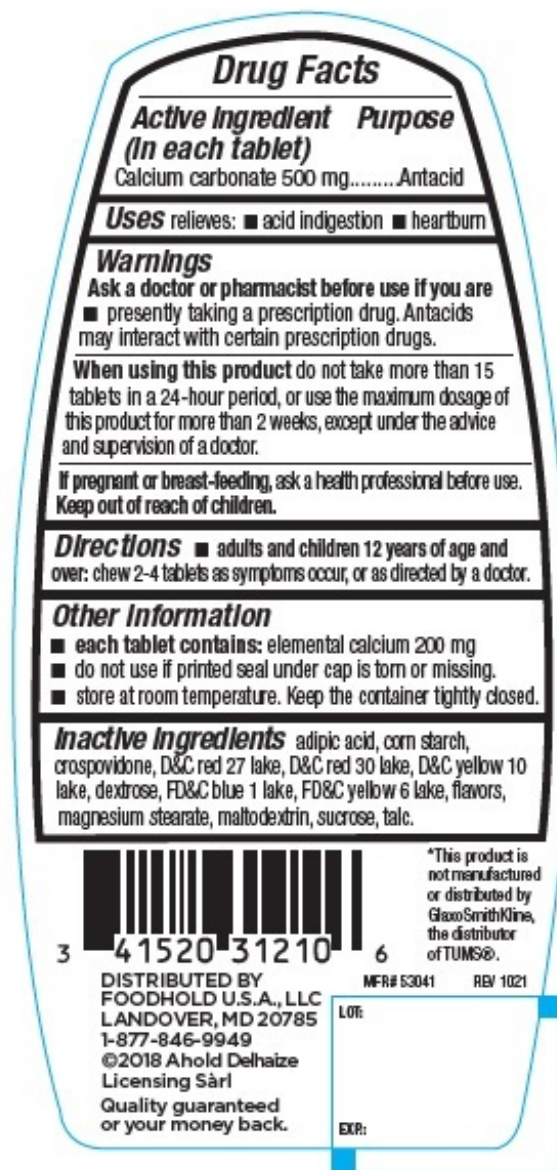 Drug Facts
Active Ingredient Purpose
(In each tablet)
Calcium carbonate 500 mg.........Antacid
Uses relieves: ■ acid indigestion ■ heartburn
Warnings
Ask a doctor or pharmacist before use if you are
■ presently taking a prescription drug. Antacids
may interact with certain prescription drugs.
When using this product do not take more than 15
tablets in a 24-hour period, or use the maximum dosage of
this product for more than 2 weeks, except under the advice
and supervision of a doctor.
If pregnant or breast-feeding, ask a health professional before use.
Keep out of reach of children.
Directions ■ adults and children 12 years of age and
over: chew 2-4 tablets as symptoms occur, or as directed by a doctor.
Other Information
■ each tablet contains: elemental calcium 200 mg
■ do not use if printed seal under cap is torn or missing.
■ store at room temperature. Keep the container tightly closed.
Inactive Ingredients adipic acid, corn starch,
crospovidone, D&C red 27 lake, D&C red 30 lake, D&C yellow 10
lake, dextrose, FD&C blue 1 lake, FD&C yellow 6 lake, flavors,
magnesium stearate, maltodextrin, sucrose, talc.
*This product is
not manufactured
or distributed by
GlaxoSmithKline,
the distributor
of TUMS®.
3 41520 31210 6
MFR# 53041 REV 1021
DISTRIBUTED BY
FOODHOLD U.S.A., LLC
LANDOVER, MD 20785
1-877-846-9949
©2018 Ahold Delhaize
Licensing Sàrl
Quality guaranteed
or your money back.
LOT:
EXP.: